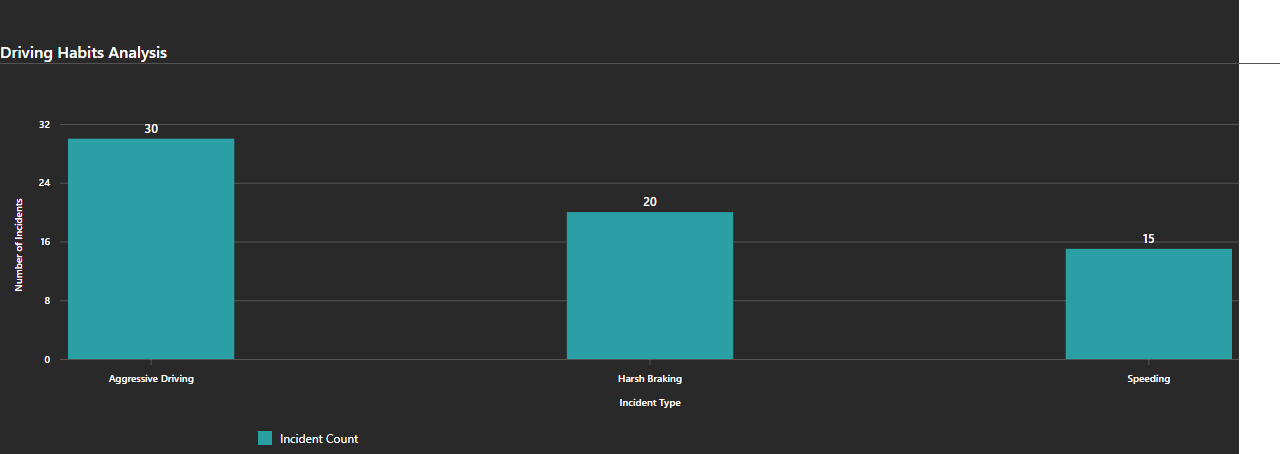 Driving Habits Analysis
32
24
16
8
0
Number of Incidents
30
20
15
Aggressive Driving
Harsh Braking
Speeding
Incident Type
Incident Count